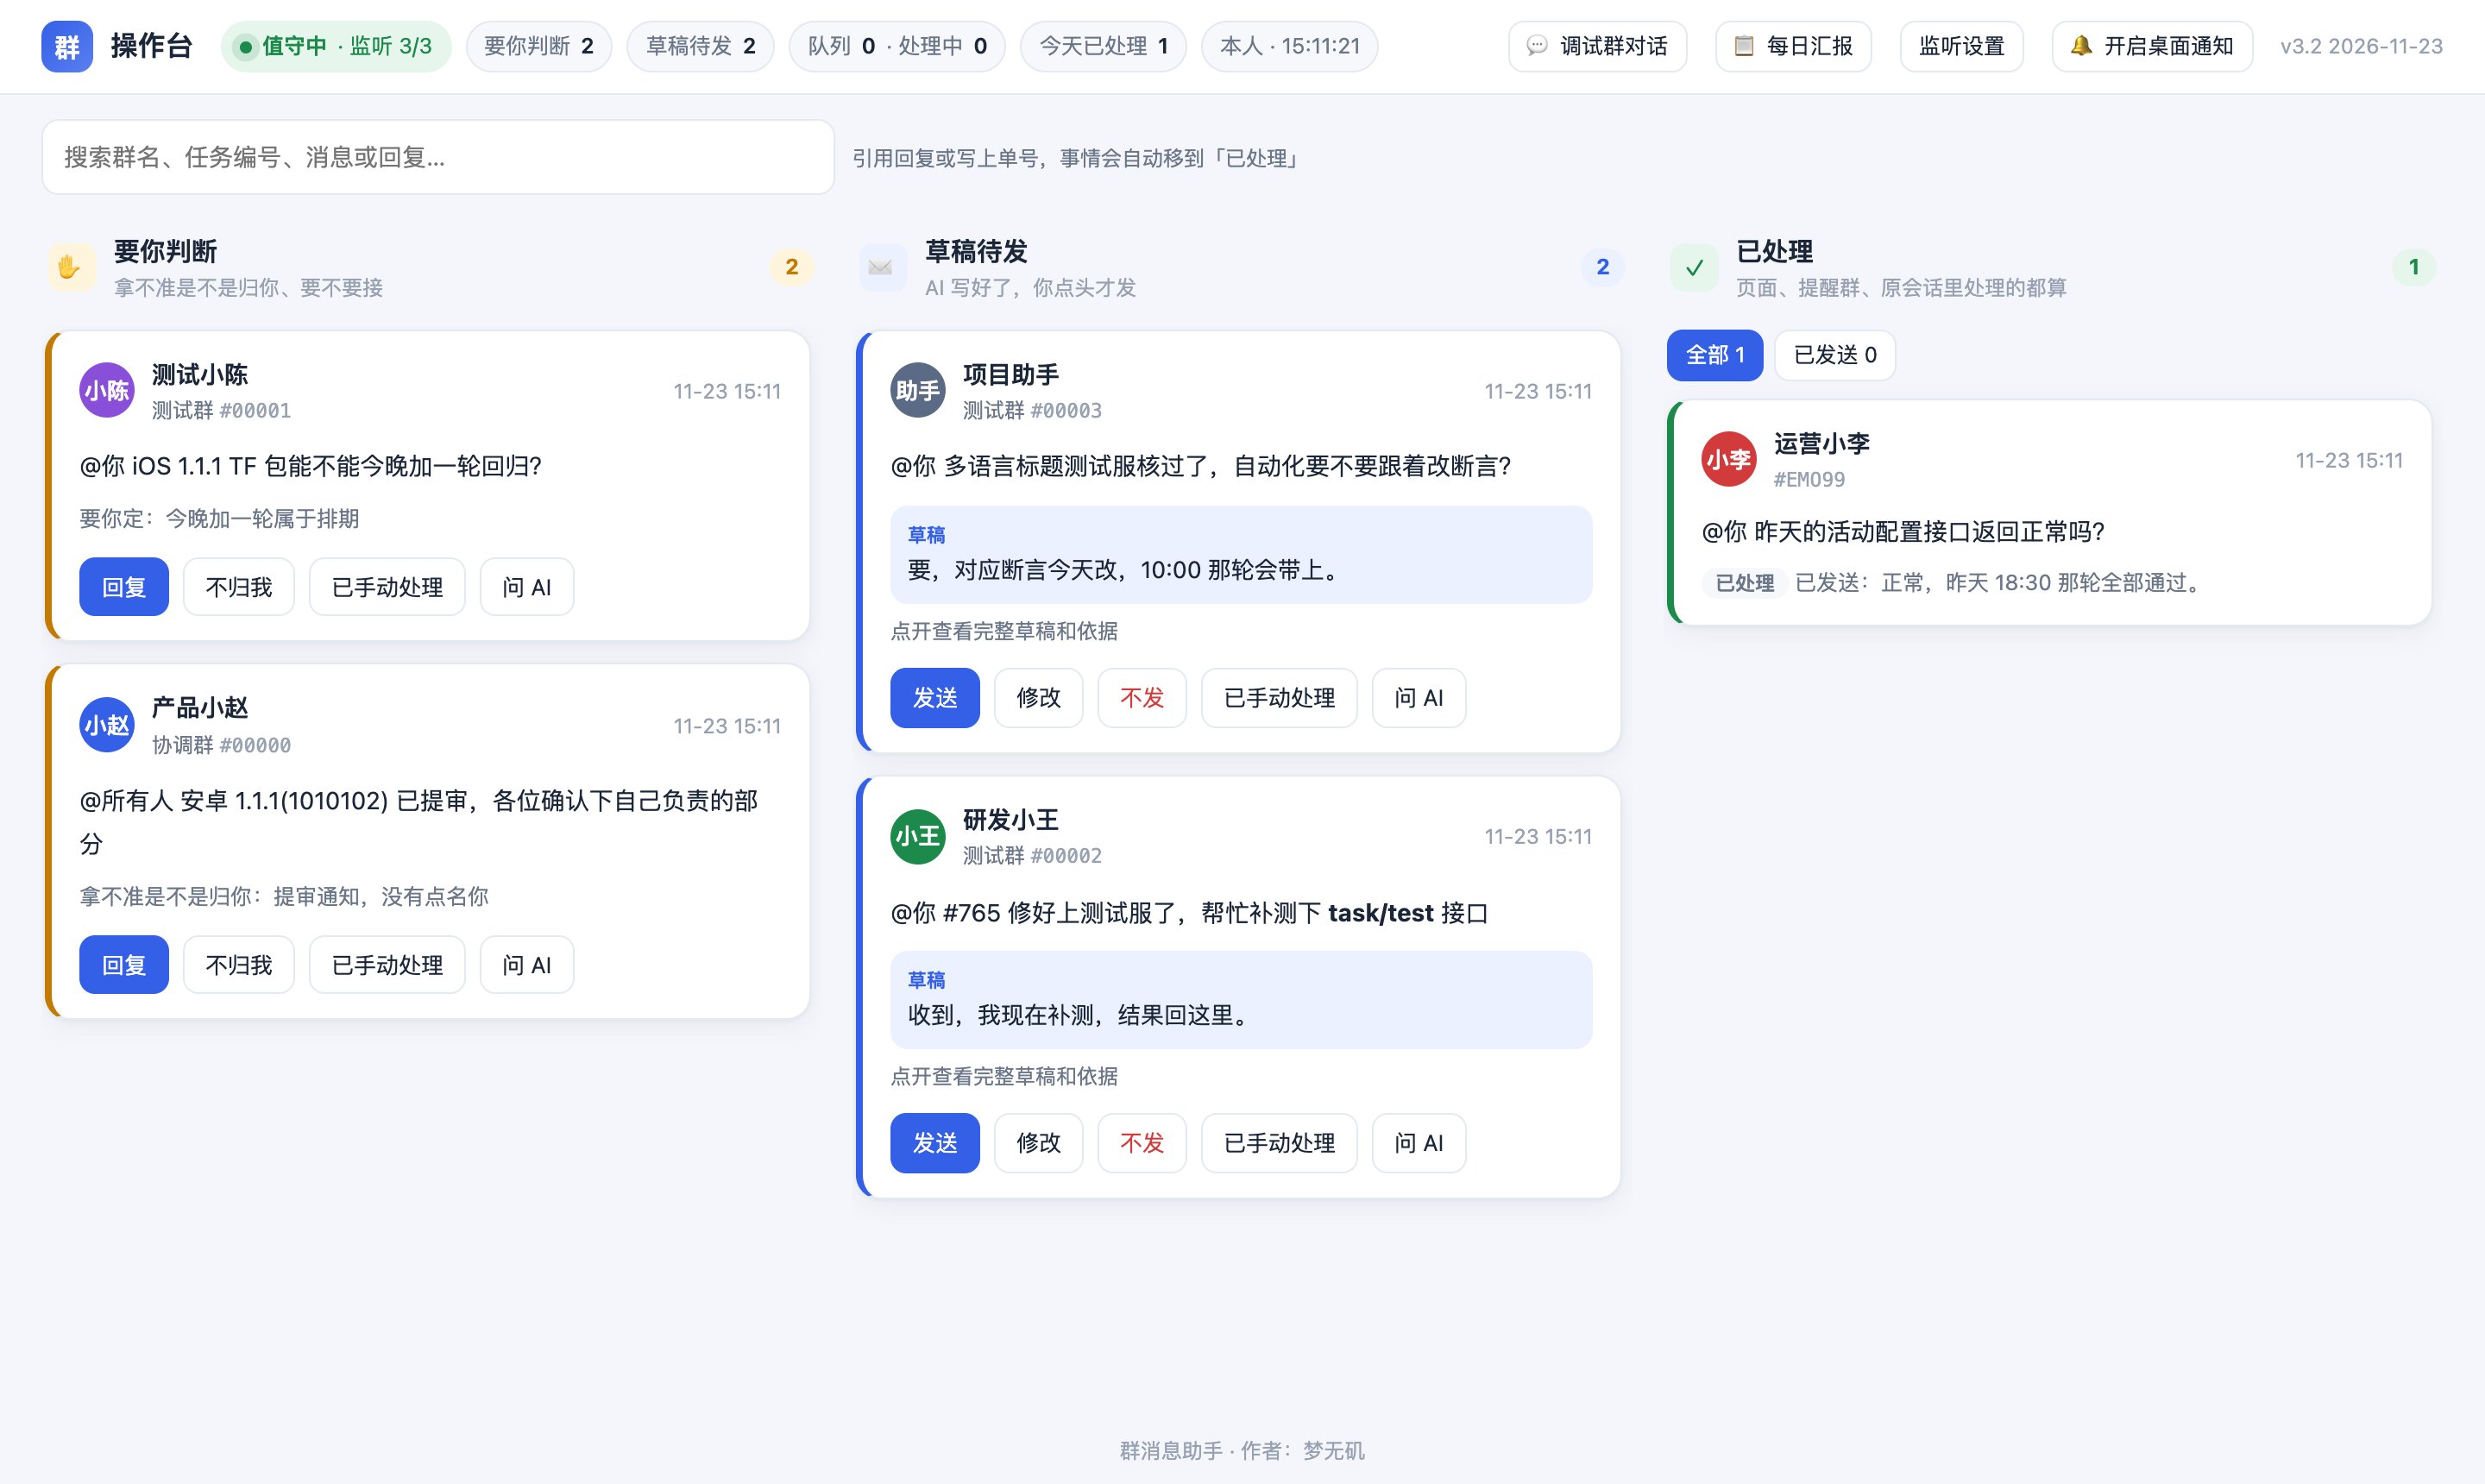 群 操作台 值守中 · 监听 3/3 要你判断 2 草稿待发 2 队列 0 · 处理中 0 今天已处理 1 本人 · 15:11:21 调试群对话 每日汇报 监听设置 开启桌面通知 v3.2 2026-11-23
搜索群名、任务编号、消息或回复...
引用回复或写上单号，事情会自动移到「已处理」
要你判断 2
拿不准是不是归你、要不要接
小陈 测试小陈 11-23 15:11
测试群 #00001
@你 iOS 1.1.1 TF 包能不能今晚加一轮回归？
要你定：今晚加一轮属于排期
回复 不归我 已手动处理 问 AI
小赵 产品小赵 11-23 15:11
协调群 #00000
@所有人 安卓 1.1.1(1010102) 已提审，各位确认下自己负责的部
分
拿不准是不是归你：提审通知，没有点名你
回复 不归我 已手动处理 问 AI
草稿待发 2
AI 写好了，你点头才发
助手 项目助手 11-23 15:11
测试群 #00003
@你 多语言标题测试服核过了，自动化要不要跟着改断言？
草稿
要，对应断言今天改，10:00 那轮会带上。
点开查看完整草稿和依据
发送 修改 不发 已手动处理 问 AI
小王 研发小王 11-23 15:11
测试群 #00002
@你 #765 修好上测试服了，帮忙补测下 task/test 接口
草稿
收到，我现在补测，结果回这里。
点开查看完整草稿和依据
发送 修改 不发 已手动处理 问 AI
已处理 1
页面、提醒群、原会话里处理的都算
全部 1 已发送 0
小李 运营小李 11-23 15:11
#EM099
@你 昨天的活动配置接口返回正常吗？
已处理 已发送：正常，昨天 18:30 那轮全部通过。
群消息助手 · 作者：梦无矶